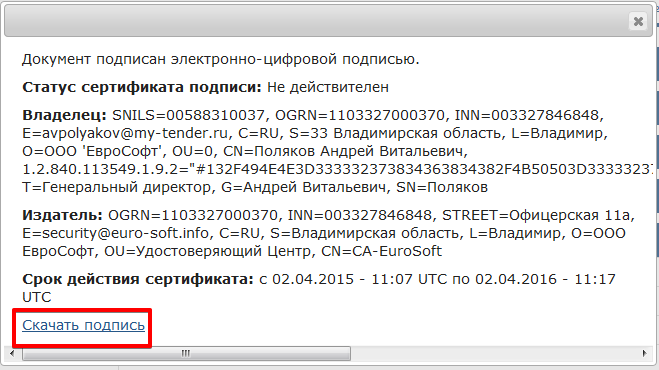 Документ подписан электронно-цифровой подписью.
Статус сертификата подписи: Не действителен
Владелец: SNILS=00588310037, OGRN=1103327000370, INN=003327846848,
E=avpolyakov@my-tender.ru, C=RU, S=33 Владимирская область, L=Владимир,
O=ООО 'ЕвроСофт', OU=0, CN=Поляков Андрей Витальевич,
1.2.840.113549.1.9.2="#132F494E4E3D3333323738343638343​82F4B50503D33333237
T=Генеральный директор, G=Андрей Витальевич, SN=Поляков
Издатель: OGRN=1103327000370, INN=003327846848, STREET=Офицерская 11а,
E=security@euro-soft.info, C=RU, S=Владимирская область, L=Владимир, O=ООО
ЕвроСофт, OU=Удостоверяющий Центр, CN=CA-EuroSoft
Срок действия сертификата: с 02.04.2015 - 11:07 UTC по 02.04.2016 - 11:17
UTC
Скачать подпись